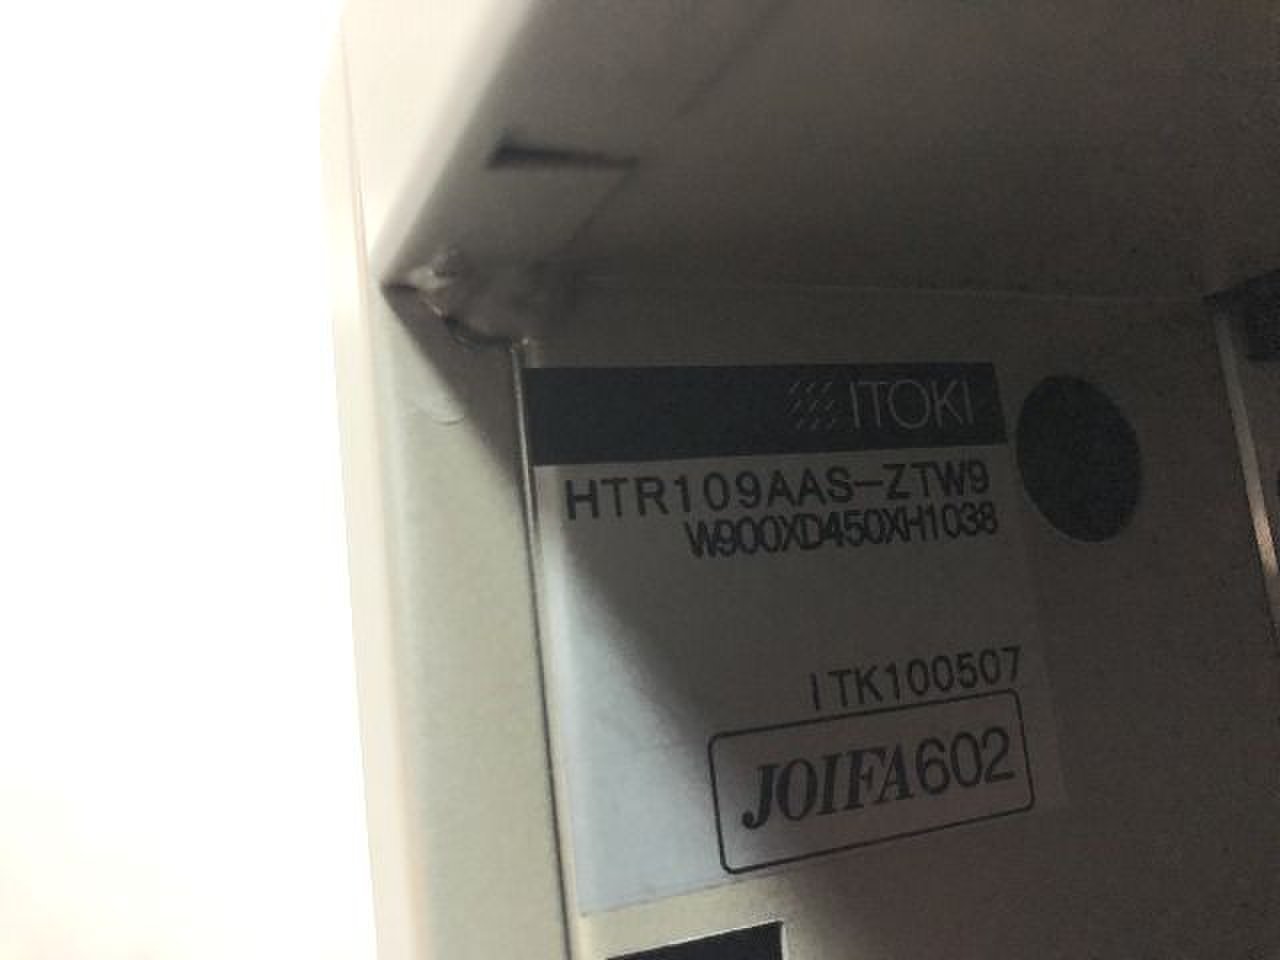 ITOKI
HTR109AAS-ZTW9
W900XD450XH1038
ITK100507
JOIFA602